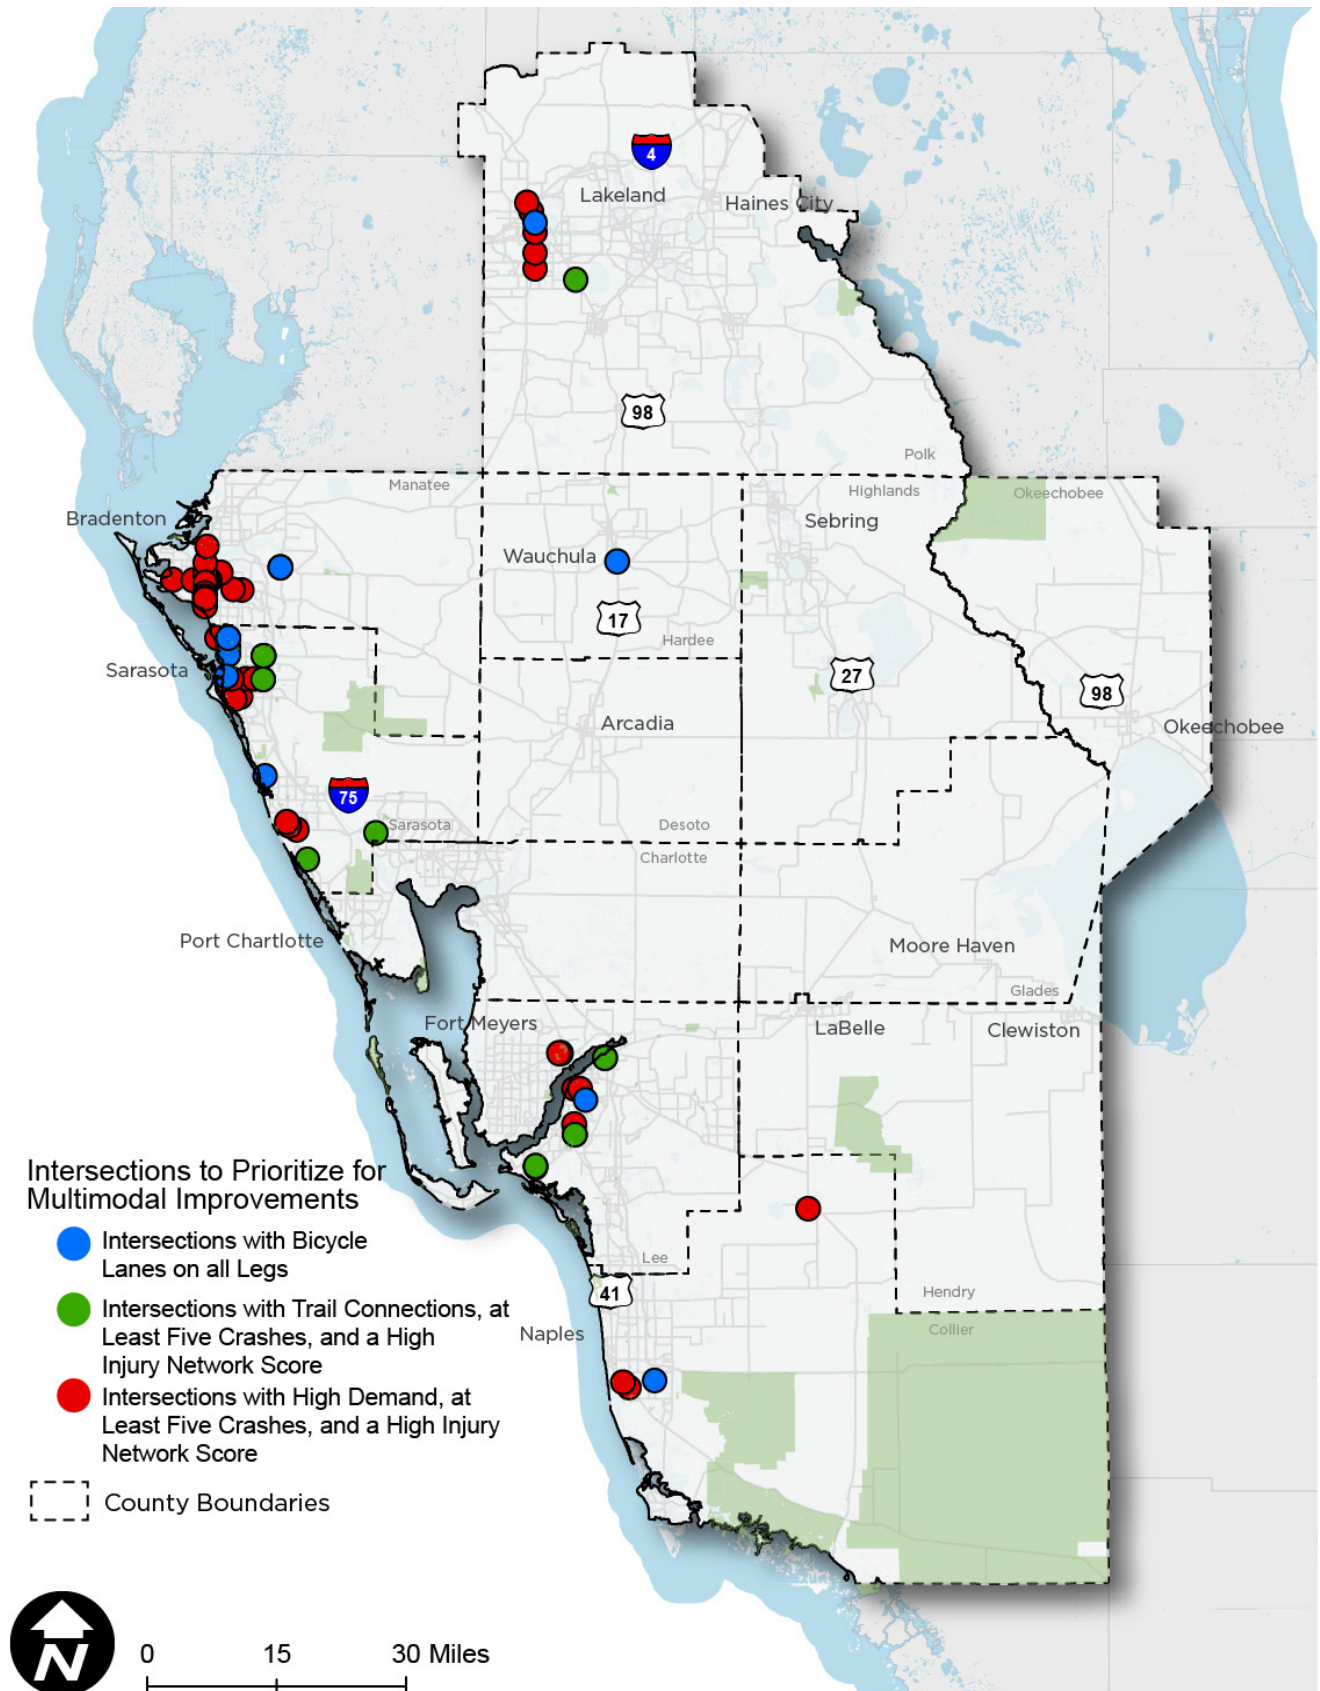 4
Lakeland
Haines City
98
Polk
Manatee
Highlands
Okeechobee
Bradenton
Sebring
Wauchula
17
Hardee
Sarasota
27
98
Arcadia
Okeechobee
75
Sarasota
Desoto
Charlotte
Port Chartlotte
Moore Haven
Glades
Fort Meyers
LaBelle
Clewiston
Intersections to Prioritize for
Multimodal Improvements
Intersections with Bicycle
Lanes on all Legs
Intersections with Trail Connections, at
Least Five Crashes, and a High
Injury Network Score
Intersections with High Demand, at
Least Five Crashes, and a High Injury
Network Score
County Boundaries
Lee
41
Hendry
Collier
Naples
N
0 15 30 Miles